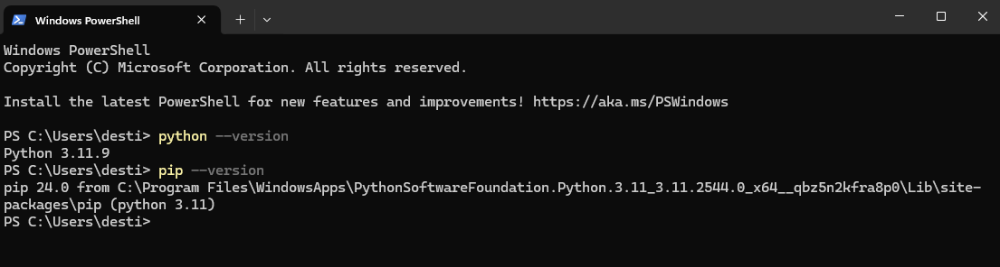 Windows PowerShell
Windows PowerShell
Copyright (C) Microsoft Corporation. All rights reserved.
Install the latest PowerShell for new features and improvements! https://aka.ms/PSWindows
PS C:\Users\desti> python --version
Python 3.11.9
PS C:\Users\desti> pip --version
pip 24.0 from C:\Program Files\WindowsApps\PythonSoftwareFoundation.Python.3.11_3.11.2544.0_x64__qbz5n2kfra8p0\Lib\site-
packages\pip (python 3.11)
PS C:\Users\desti>